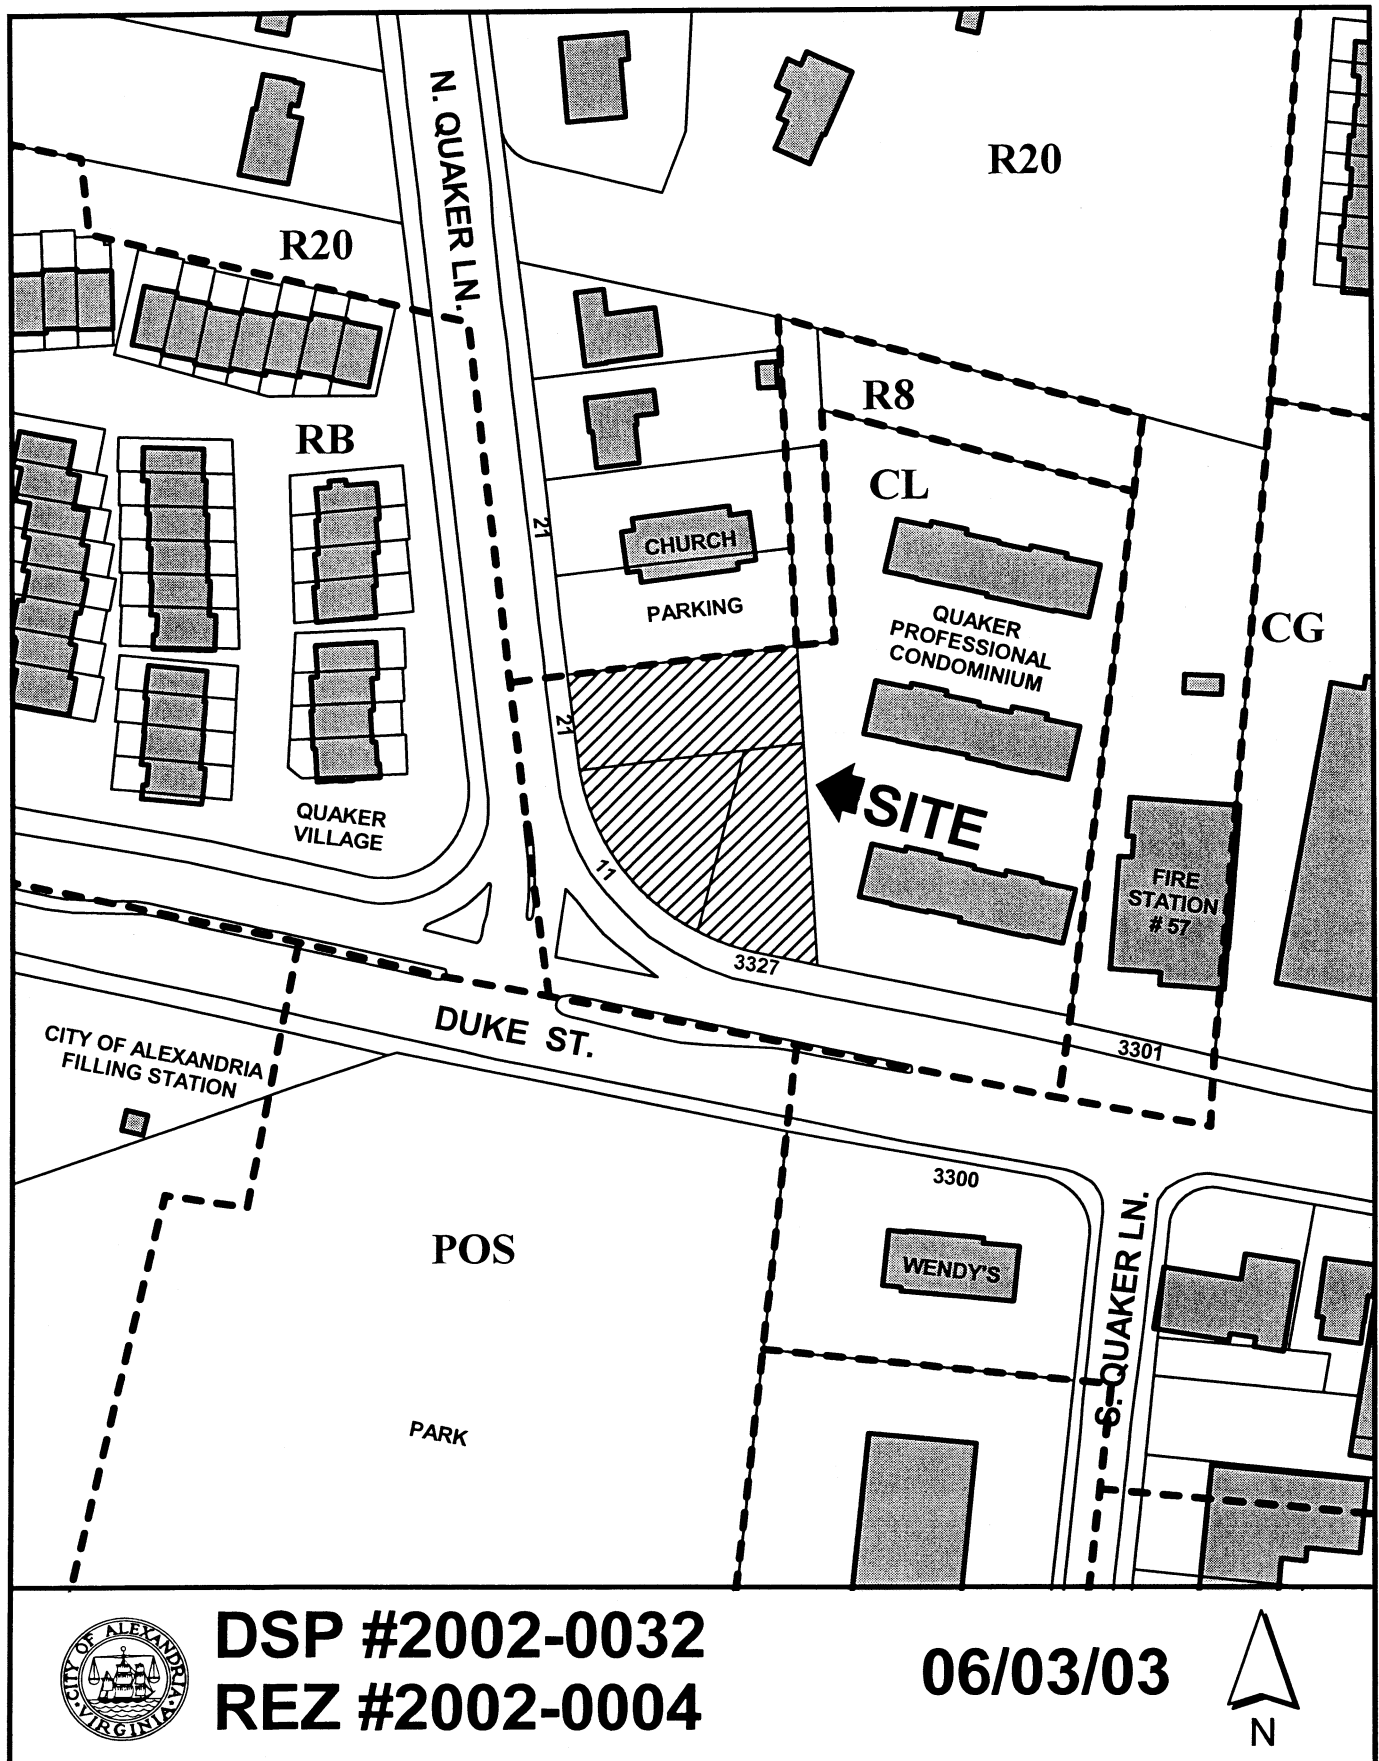 N. QUAKER LN.
R20
R20
R8
RB
CL
21
CHURCH
PARKING
QUAKER
PROFESSIONAL
CONDOMINIUM
CG
21
SITE
QUAKER
VILLAGE
11
FIRE
STATION
# 57
3327
DUKE ST.
3301
CITY OF ALEXANDRIA
FILLING STATION
3300
S. QUAKER LN.
POS
WENDY'S
PARK
CITY OF ALEXANDRIA
VIRGINIA
DSP #2002-0032
REZ #2002-0004
06/03/03
N